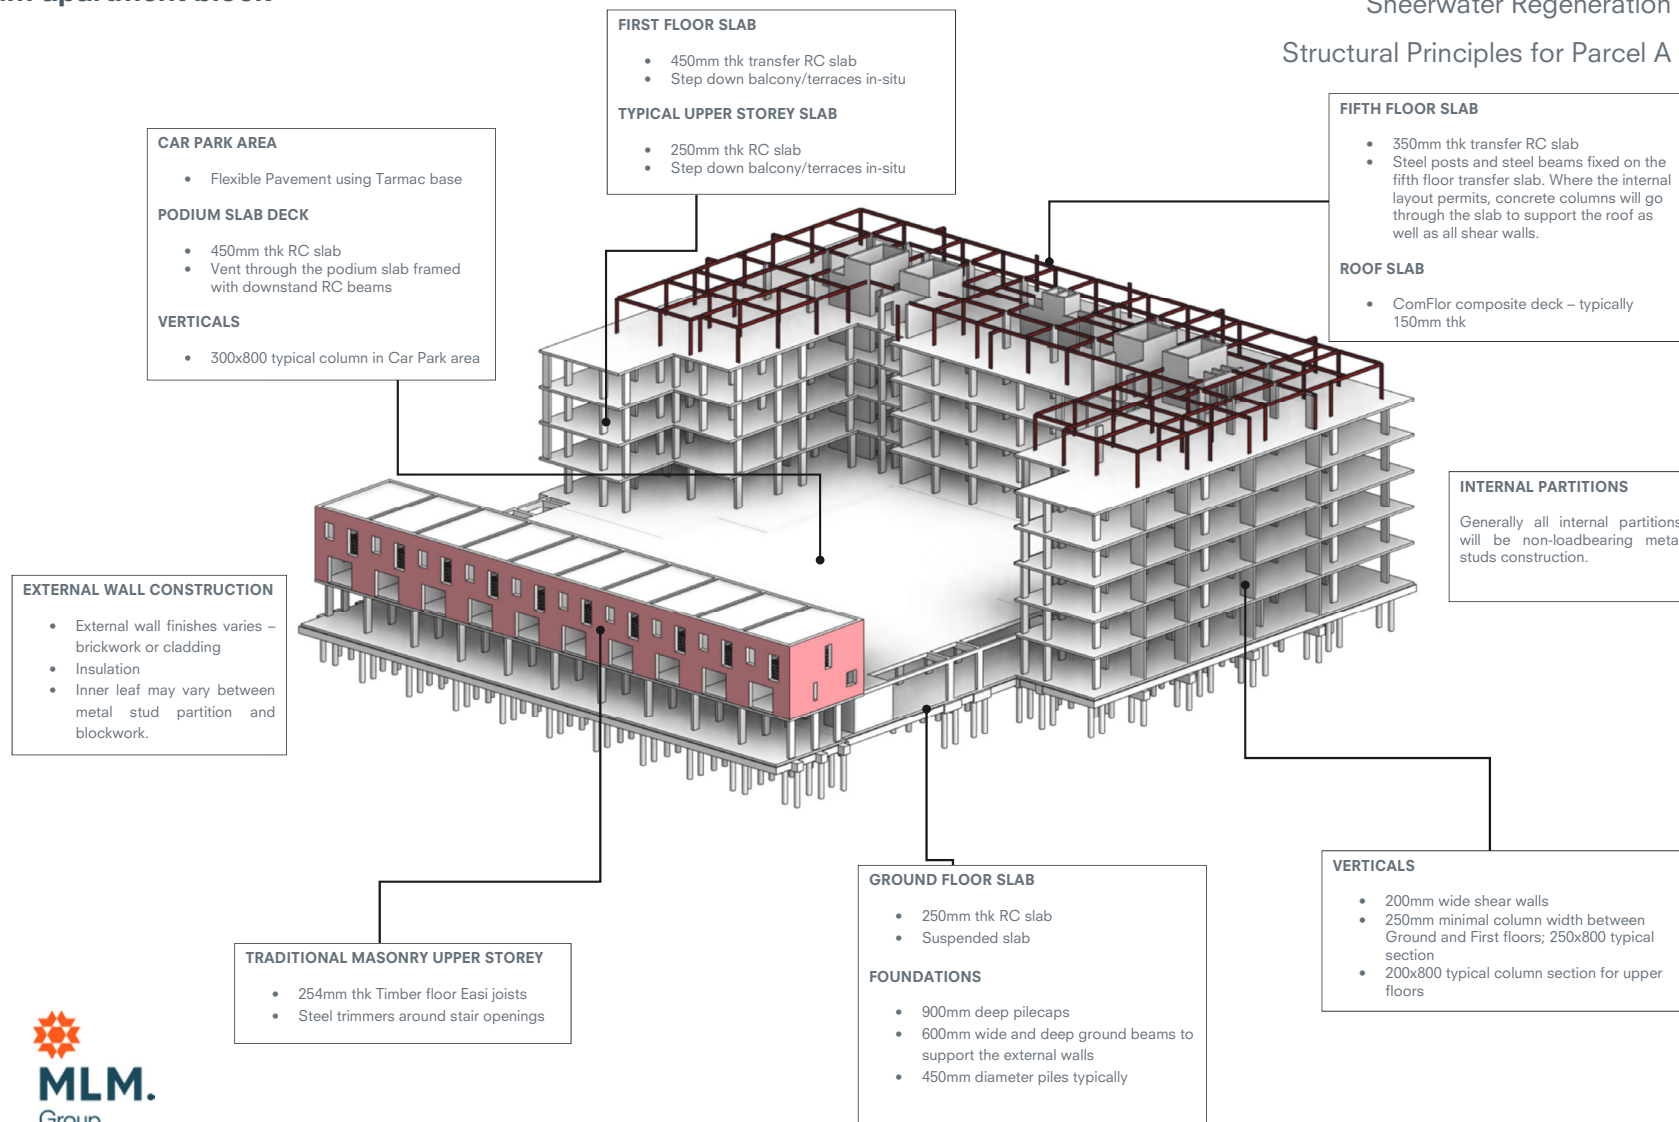 apartment block
Sheerwater Regeneration
Structural Principles for Parcel A
FIRST FLOOR SLAB
• 450mm thk transfer RC slab
• Step down balcony/terraces in-situ
TYPICAL UPPER STOREY SLAB
• 250mm thk RC slab
• Step down balcony/terraces in-situ
CAR PARK AREA
• Flexible Pavement using Tarmac base
PODIUM SLAB DECK
• 450mm thk RC slab
• Vent through the podium slab framed
with downstand RC beams
VERTICALS
• 300x800 typical column in Car Park area
FIFTH FLOOR SLAB
• 350mm thk transfer RC slab
• Steel posts and steel beams fixed on the
fifth floor transfer slab. Where the internal
layout permits, concrete columns will go
through the slab to support the roof as
well as all shear walls.
ROOF SLAB
• ComFlor composite deck – typically
150mm thk
INTERNAL PARTITIONS
Generally all internal partitions
will be non-loadbearing meta
studs construction.
EXTERNAL WALL CONSTRUCTION
• External wall finishes varies –
brickwork or cladding
• Insulation
• Inner leaf may vary between
metal stud partition and
blockwork.
TRADITIONAL MASONRY UPPER STOREY
• 254mm thk Timber floor Easi joists
• Steel trimmers around stair openings
GROUND FLOOR SLAB
• 250mm thk RC slab
• Suspended slab
FOUNDATIONS
• 900mm deep pilecaps
• 600mm wide and deep ground beams to
support the external walls
• 450mm diameter piles typically
VERTICALS
• 200mm wide shear walls
• 250mm minimal column width between
Ground and First floors; 250x800 typical
section
• 200x800 typical column section for upper
floors
MLM.
Group